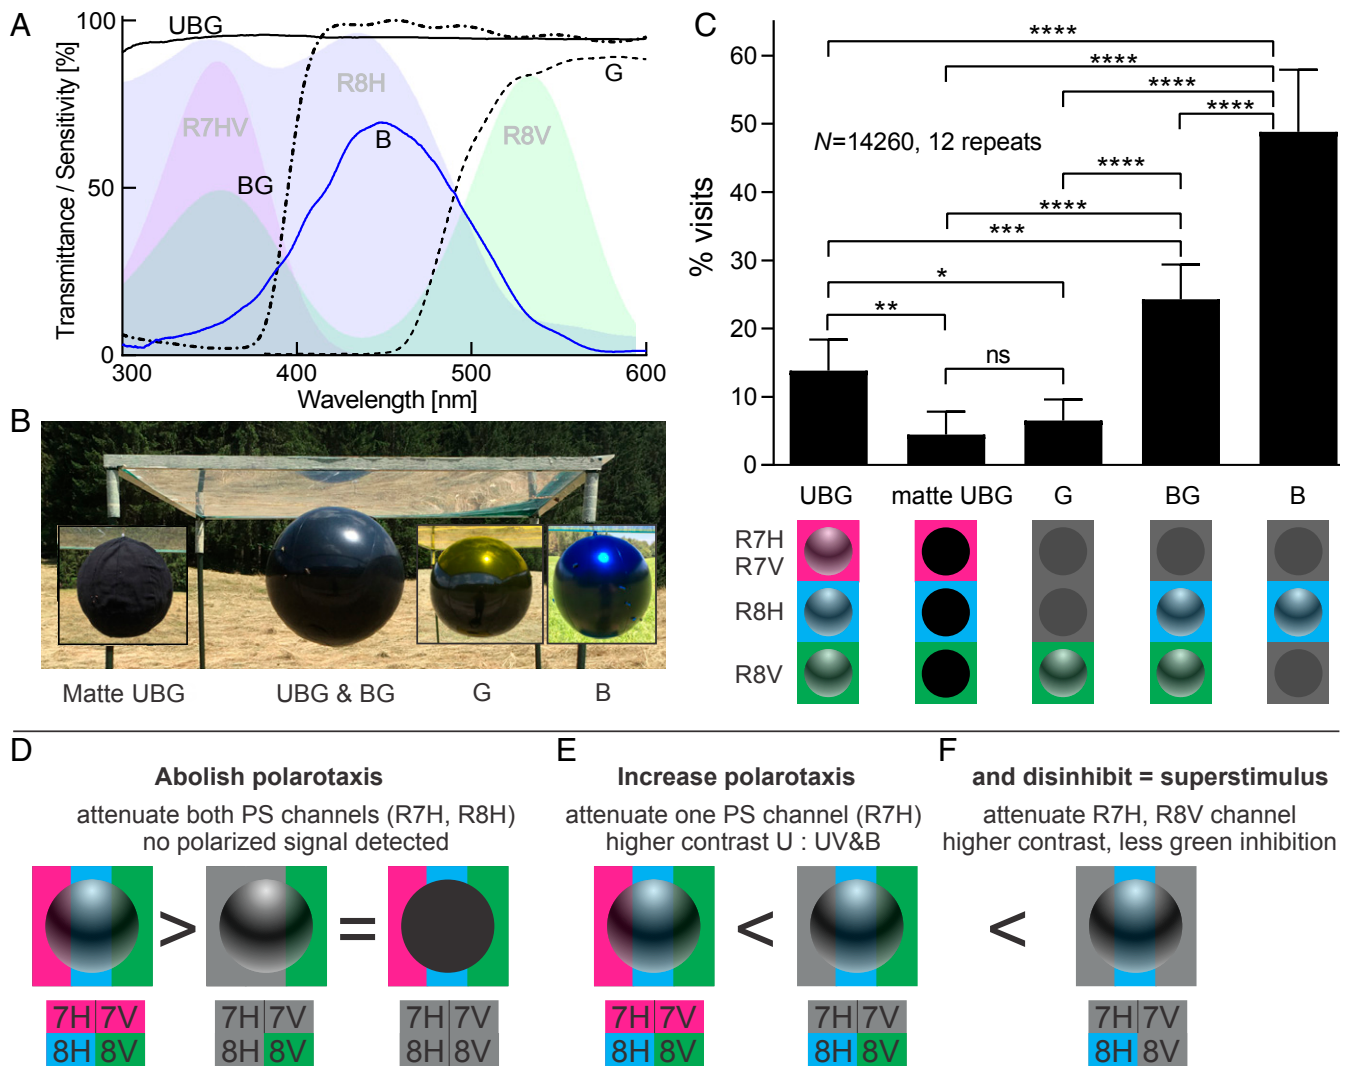 A
100
50
0
300
400
500
600
Transmittance / Sensitivity [%]
Wavelength [nm]
UBG
R7HV
R8H
R8V
BG
B
G
B
Matte UBG
UBG & BG
G
B
C
% visits
60
50
40
30
20
10
0
N=14260, 12 repeats
****
****
****
****
****
****
***
*
**
ns
UBG
matte UBG
G
BG
B
R7H
R7V
R8H
R8V
D
Abolish polarotaxis
attenuate both PS channels (R7H, R8H)
no polarized signal detected
> =
7H 7V
8H 8V
7H 7V
8H 8V
7H 7V
8H 8V
E
Increase polarotaxis
attenuate one PS channel (R7H)
higher contrast U : UV&B
<
7H 7V
8H 8V
7H 7V
8H 8V
F
and disinhibit = superstimulus
attenuate R7H, R8V channel
higher contrast, less green inhibition
<
7H 7V
8H 8V